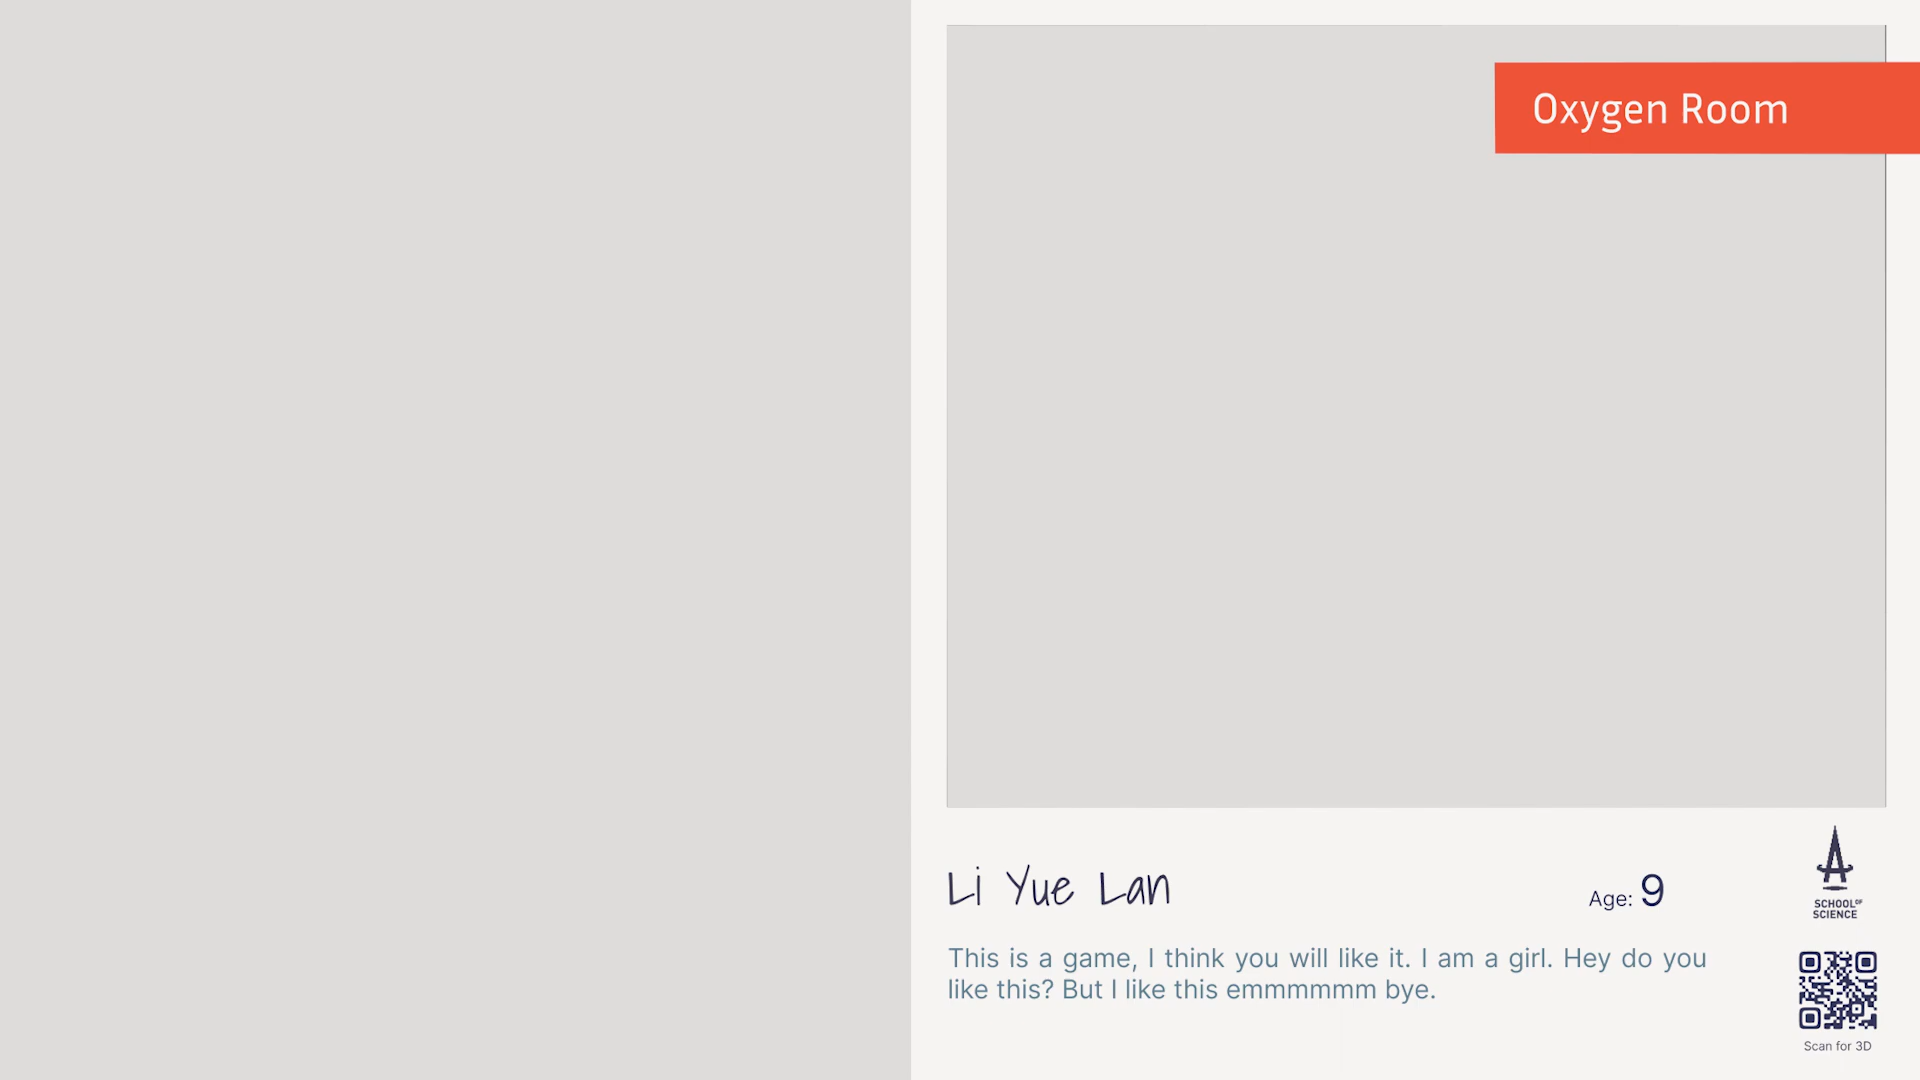 Oxygen Room
Li Yue Lan
Age: 9
This is a game, I think you will like it. I am a girl. Hey do you
like this? But I like this emmmmmm bye.
SCHOOL OF
SCIENCE
Scan for 3D